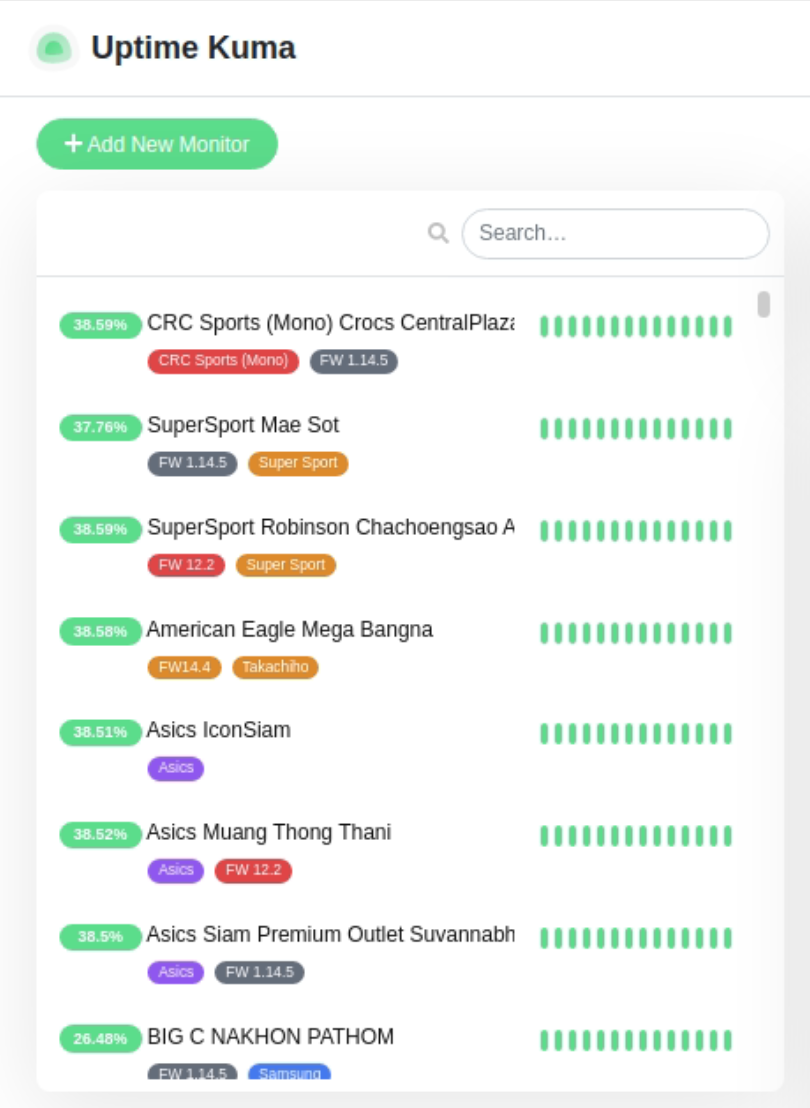 Uptime Kuma
+ Add New Monitor
Search...
38.59% CRC Sports (Mono) Crocs CentralPlaza
CRC Sports (Mono) FW 1.14.5
37.76% SuperSport Mae Sot
FW 1.14.5 Super Sport
38.59% SuperSport Robinson Chachoengsao A
FW 12.2 Super Sport
38.58% American Eagle Mega Bangna
FW14.4 Takachiho
38.51% Asics IconSiam
Asics
38.52% Asics Muang Thong Thani
Asics FW 12.2
38.5% Asics Siam Premium Outlet Suvannabh
Asics FW 1.14.5
26.48% BIG C NAKHON PATHOM
FW 1.14.5 Samsung